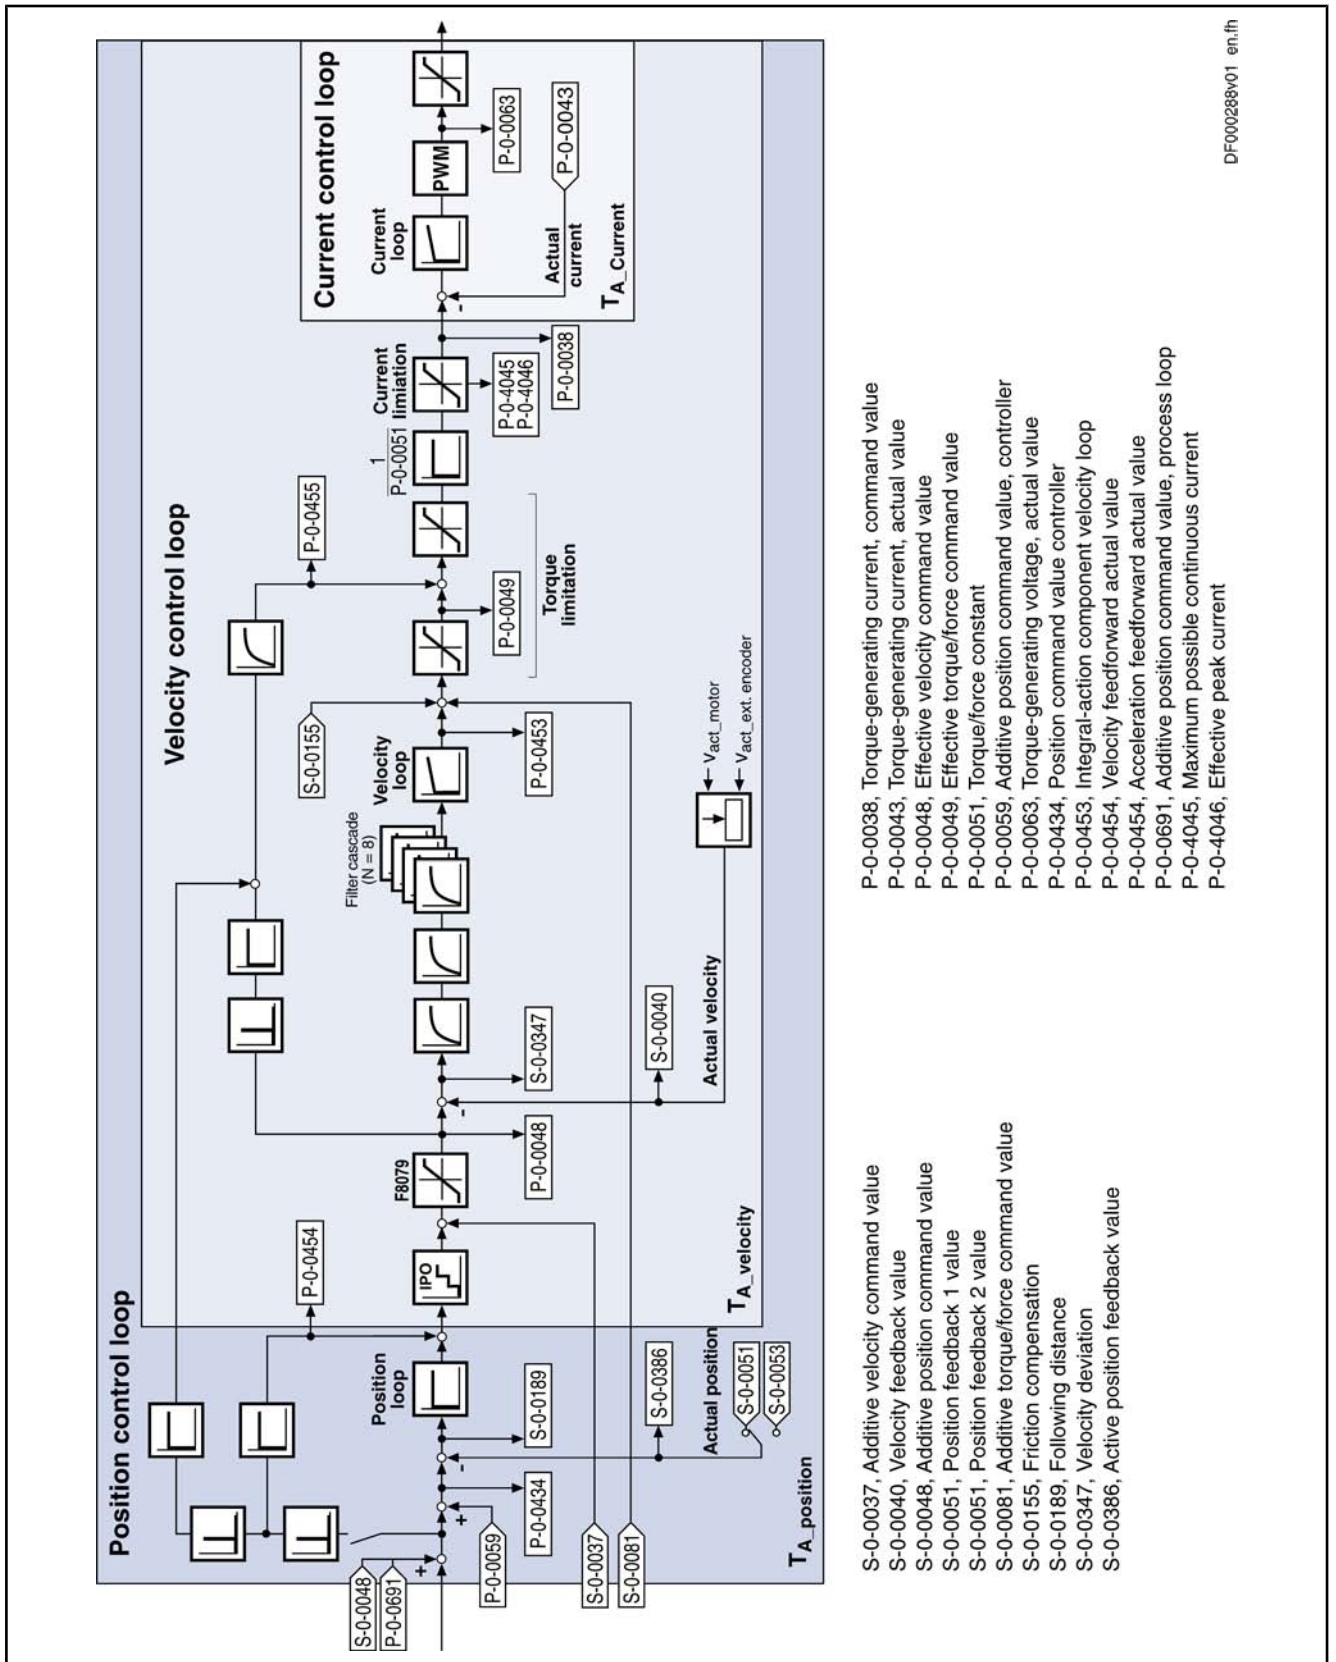 Position control loop
Velocity control loop
Current control loop
S-0-0048
P-0-0691
+
P-0-0059
+
P-0-0434
-
S-0-0189
Position
loop
P-0-0454
IPO
F8079
P-0-0048
-
S-0-0347
Filter cascade
(N = 8)
Velocity
loop
P-0-0453
S-0-0155
P-0-0049
Torque
limitation
P-0-0455
1
P-0-0051
Current
limiation
P-0-4045
P-0-4046
P-0-0038
-
Current
loop
PWM
P-0-0063
Actual
current
P-0-0043
TA_Current
S-0-0037
S-0-0081
S-0-0386
Actual position
S-0-0051
S-0-0053
TA_position
TA_velocity
S-0-0040
Actual velocity
Vact_motor
Vact_ext. encoder
S-0-0037, Additive velocity command value
S-0-0040, Velocity feedback value
S-0-0048, Additive position command value
S-0-0051, Position feedback 1 value
S-0-0051, Position feedback 2 value
S-0-0081, Additive torque/force command value
S-0-0155, Friction compensation
S-0-0189, Following distance
S-0-0347, Velocity deviation
S-0-0386, Active position feedback value
P-0-0038, Torque-generating current, command value
P-0-0043, Torque-generating current, actual value
P-0-0048, Effective velocity command value
P-0-0049, Effective torque/force command value
P-0-0051, Torque/force constant
P-0-0059, Additive position command value, controller
P-0-0063, Torque-generating voltage, actual value
P-0-0434, Position command value controller
P-0-0453, Integral-action component velocity loop
P-0-0454, Velocity feedforward actual value
P-0-0454, Acceleration feedforward actual value
P-0-0691, Additive position command value, process loop
P-0-4045, Maximum possible continuous current
P-0-4046, Effective peak current
DF000288v01_en.fh